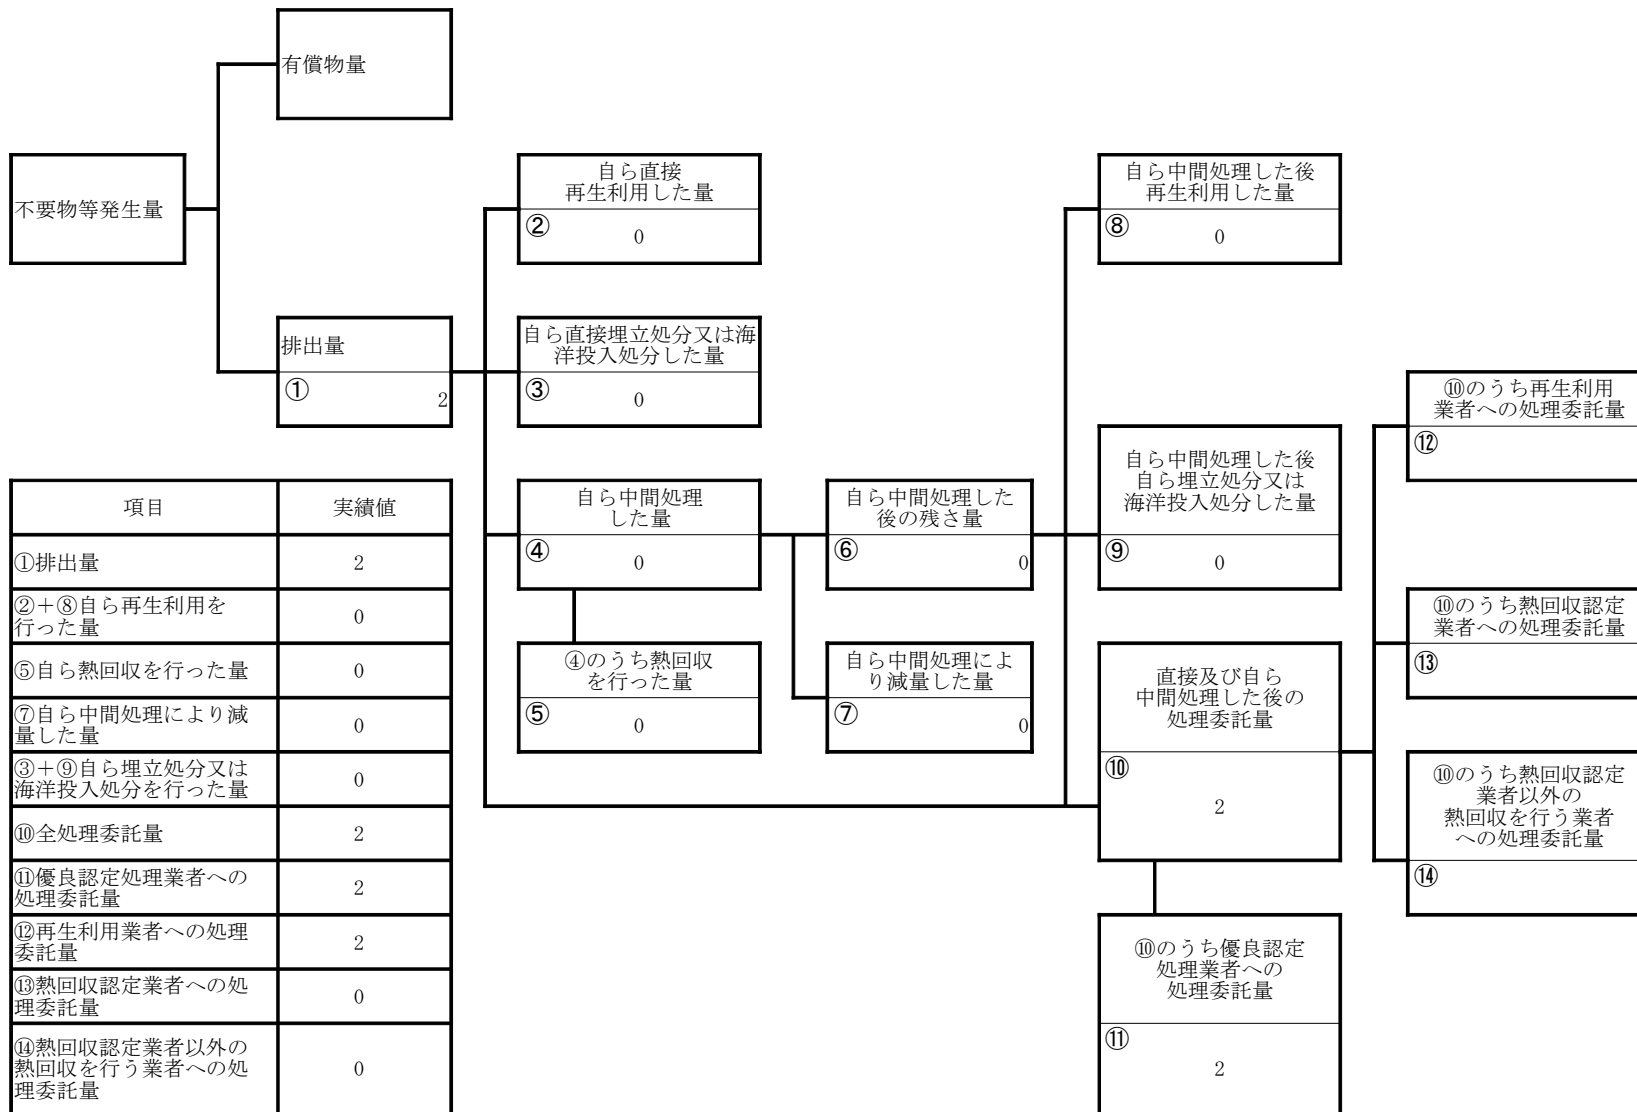 有償物量
不要物等発生量
自ら直接
再生利用した量
②
0
自ら中間処理した後
再生利用した量
⑧
0
排出量
①
2
自ら直接埋立処分又は海
洋投入処分した量
③
0
⑩のうち再生利用
業者への処理委託量
⑫
自ら中間処理
した量
④
0
自ら中間処理した
後の残さ量
⑥
0
自ら中間処理した後
自ら埋立処分又は
海洋投入処分した量
⑨
0
⑩のうち熱回収認定
業者への処理委託量
⑬
④のうち熱回収
を行った量
⑤
0
自ら中間処理によ
り減量した量
⑦
0
直接及び自ら
中間処理した後の
処理委託量
⑩
2
⑩のうち熱回収認定
業者以外の
熱回収を行う業者
への処理委託量
⑭
⑩のうち優良認定
処理業者への
処理委託量
⑪
2
項目 実績値
①排出量 2
②+⑧自ら再生利用を
行った量
0
⑤自ら熱回収を行った量 0
⑦自ら中間処理により減
量した量
0
③+⑨自ら埋立処分又は
海洋投入処分を行った量
0
⑩全処理委託量 2
⑪優良認定処理業者への
処理委託量
2
⑫再生利用業者への処理
委託量
2
⑬熱回収認定業者への処
理委託量
0
⑭熱回収認定業者以外の
熱回収を行う業者への処
理委託量
0